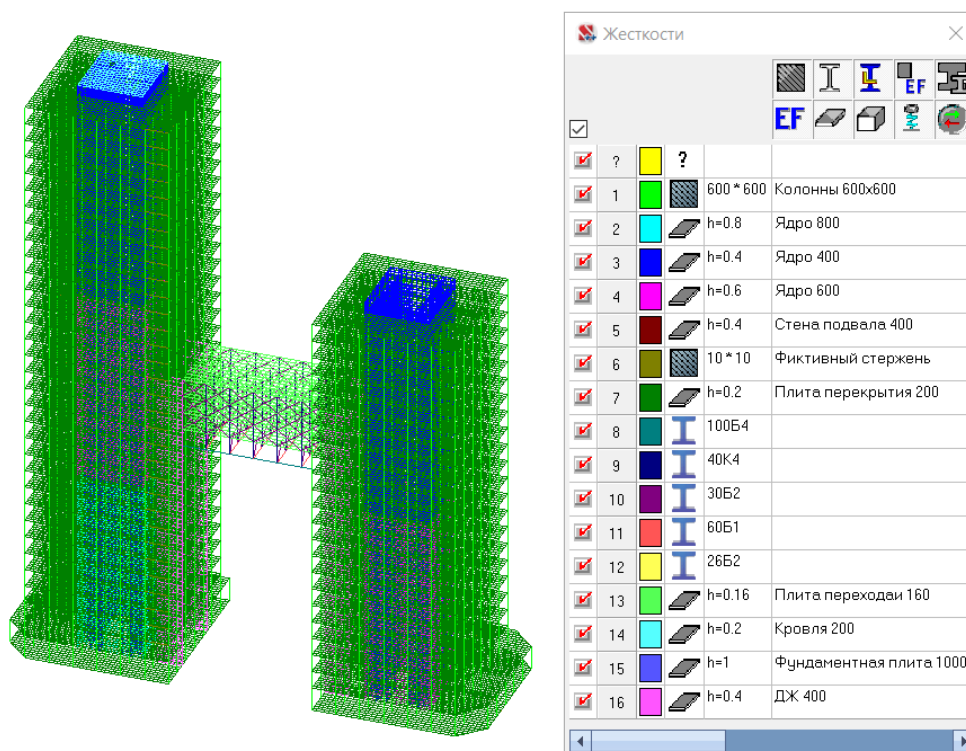 Жесткости
EF
EF
? ?
1 600 * 600 Колонны 600х600
2 h=0.8 Ядро 800
3 h=0.4 Ядро 400
4 h=0.6 Ядро 600
5 h=0.4 Стена подвала 400
6 10 * 10 Фиктивный стержень
7 h=0.2 Плита перекрытия 200
8 100Б4
9 40К4
10 30Б2
11 60Б1
12 26Б2
13 h=0.16 Плита переходаи 160
14 h=0.2 Кровля 200
15 h=1 Фундаментная плита 1000
16 h=0.4 ДЖ 400